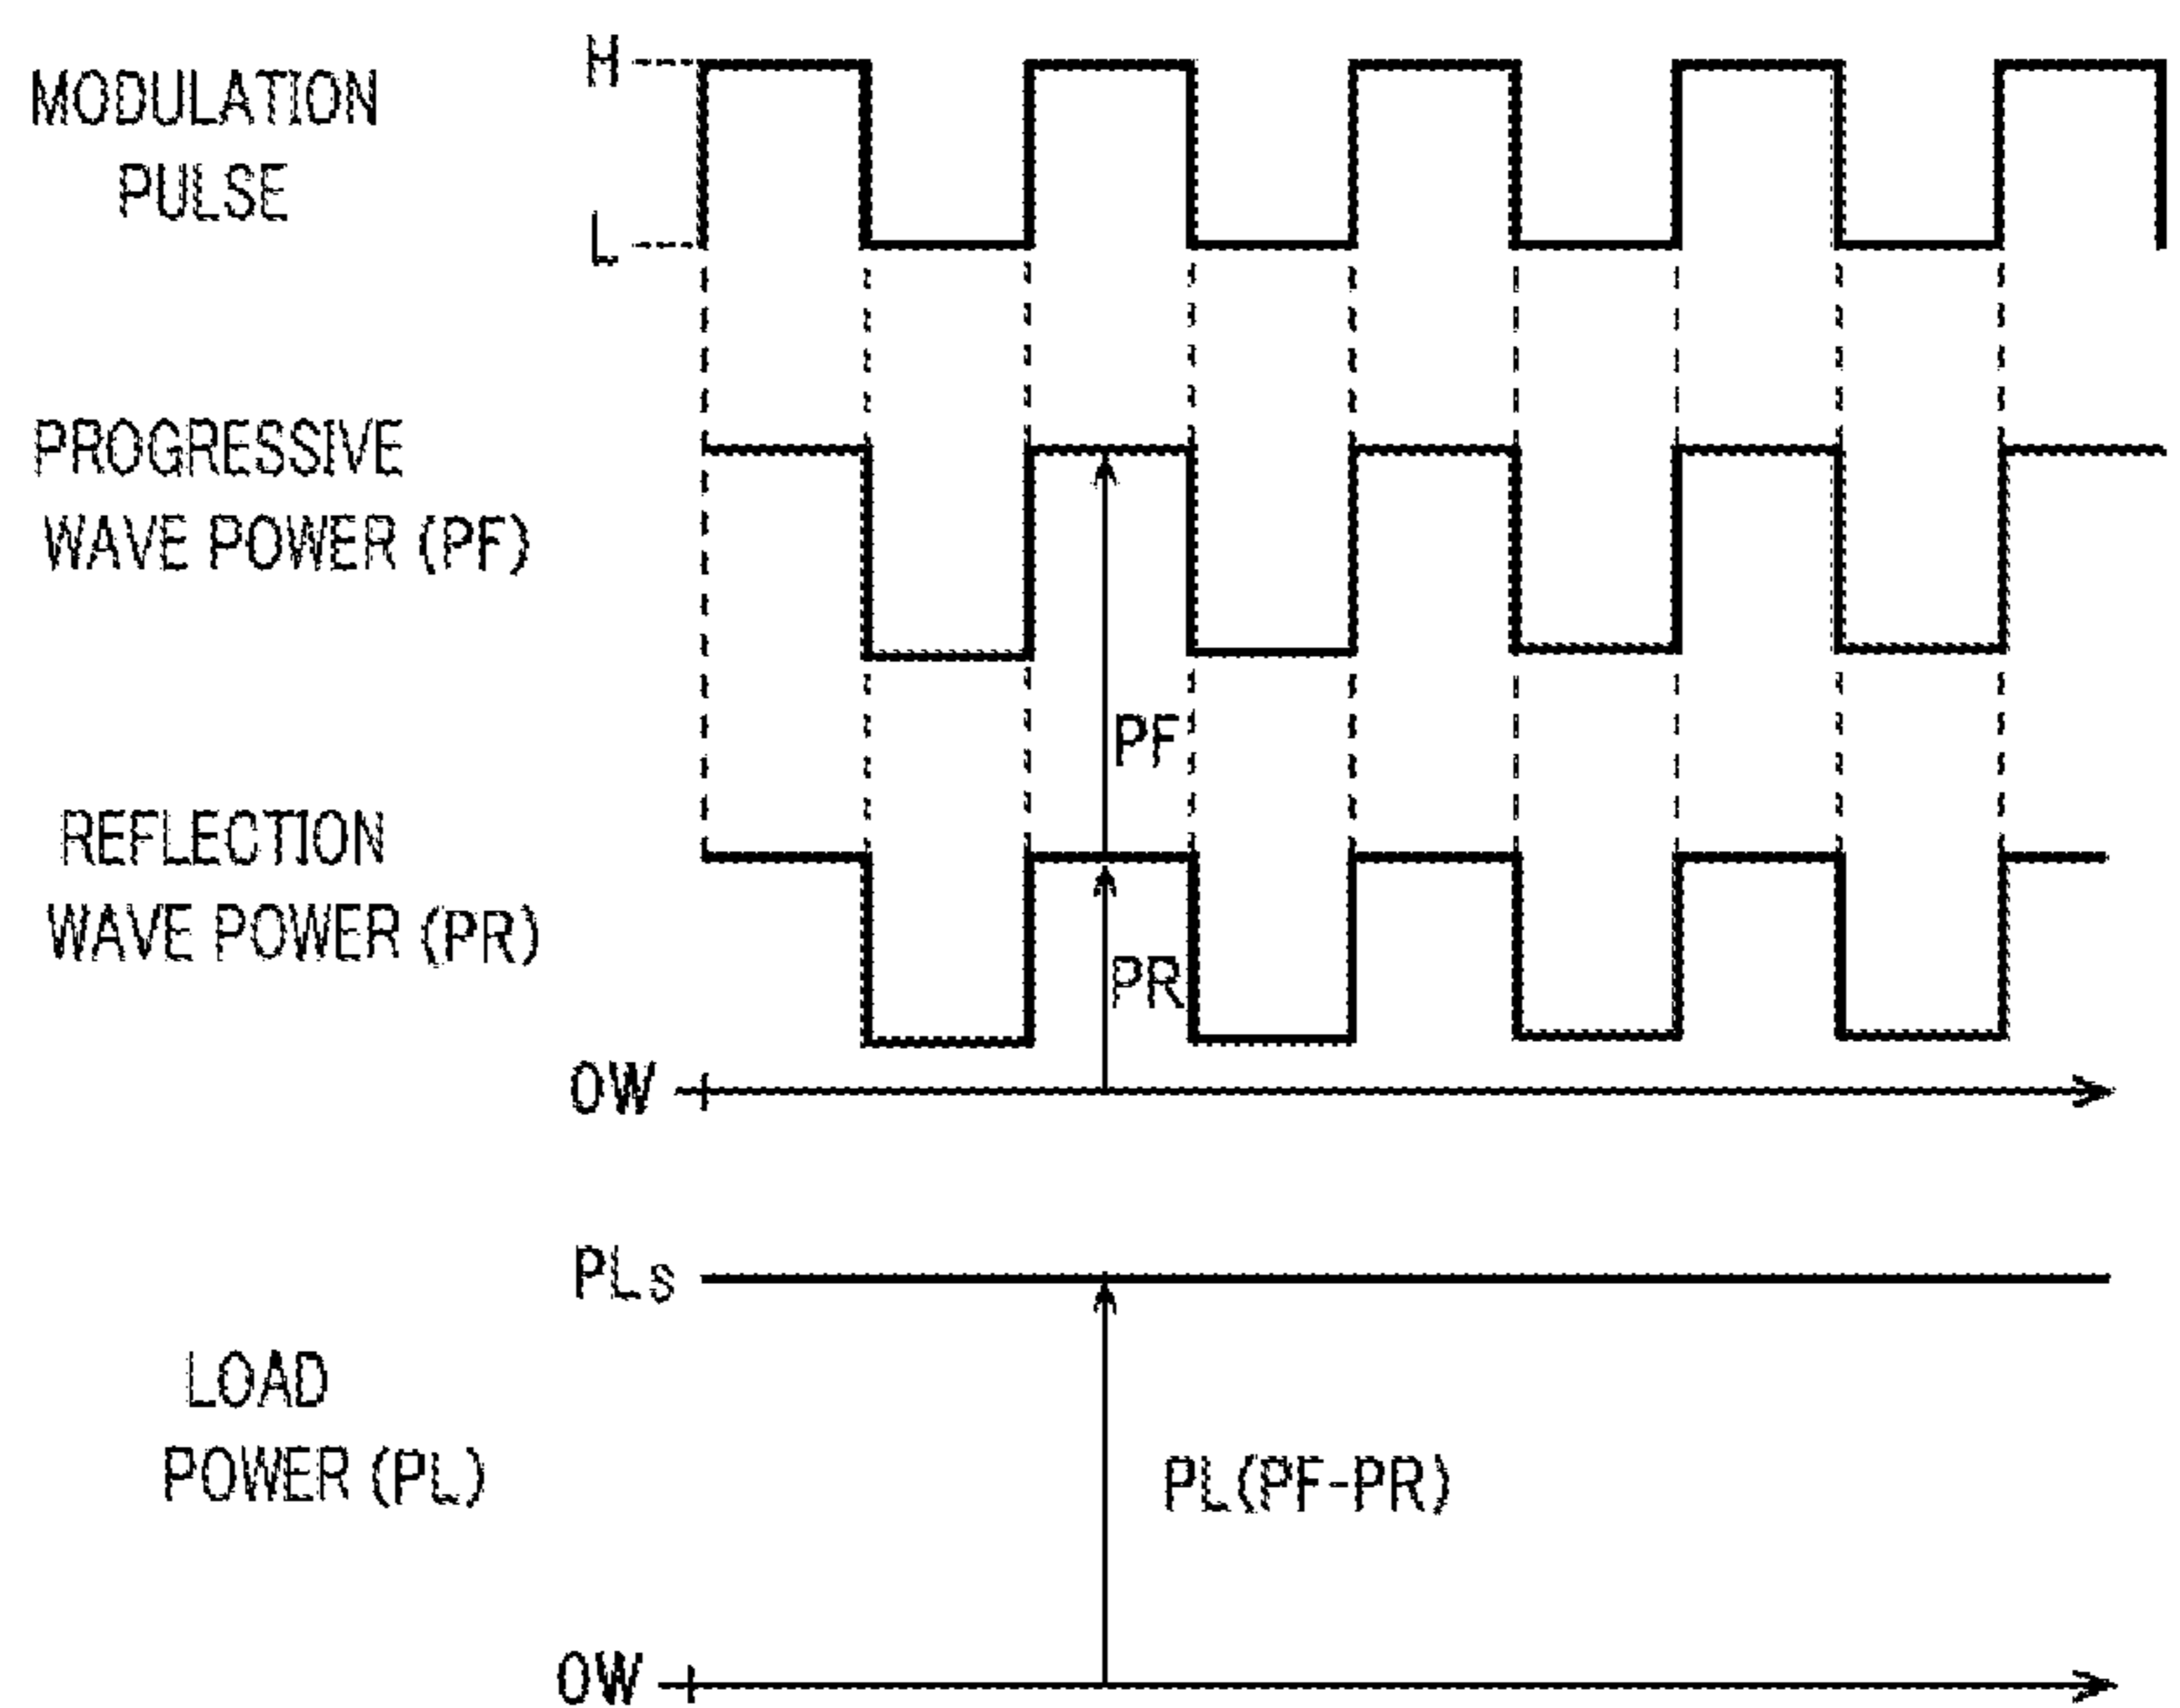 H
MODULATION
PULSE
L
PROGRESSIVE
WAVE POWER (PF)
PF
REFLECTION
WAVE POWER (PR)
PR
0W
PLs
LOAD
POWER (PL)
PL(PF-PR)
0W